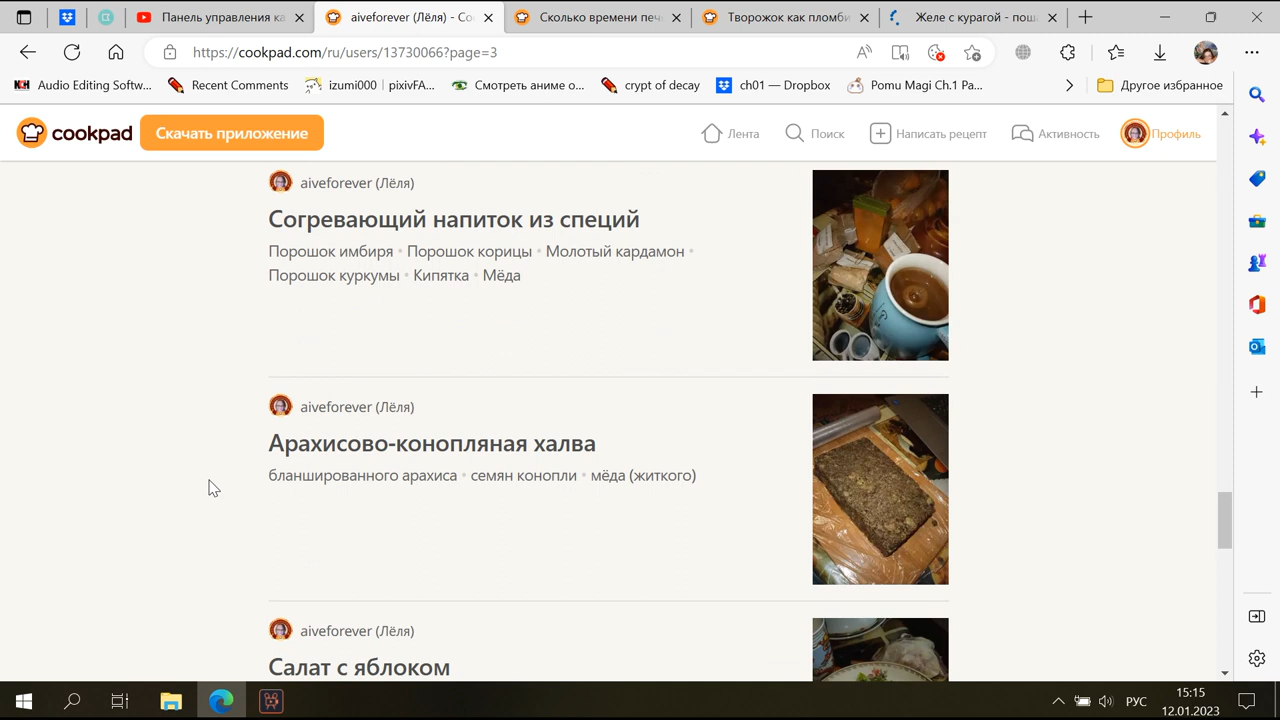 Панель управления ка
aiveforever (Лёля) - Co
Сколько времени печ
Творожок как пломби
Желе с курагой - пош
https://cookpad.com/ru/users/13730066?page=3
Audio Editing Softw...
Recent Comments
izumi000 | pixivFA...
Смотреть аниме о...
crypt of decay
ch01 — Dropbox
Pomu Magi Ch.1 Pa...
Другое избранное
cookpad
Скачать приложение
Лента
Поиск
Написать рецепт
Активность
Профиль
aiveforever (Лёля)
Согревающий напиток из специй
Порошок имбиря • Порошок корицы • Молотый кардамон •
Порошок куркумы • Кипятка • Мёда
aiveforever (Лёля)
Арахисово-конопляная халва
бланшированного арахиса • семян конопли • мёда (житкого)
aiveforever (Лёля)
Салат с яблоком
РУС
15:15
12.01.2023